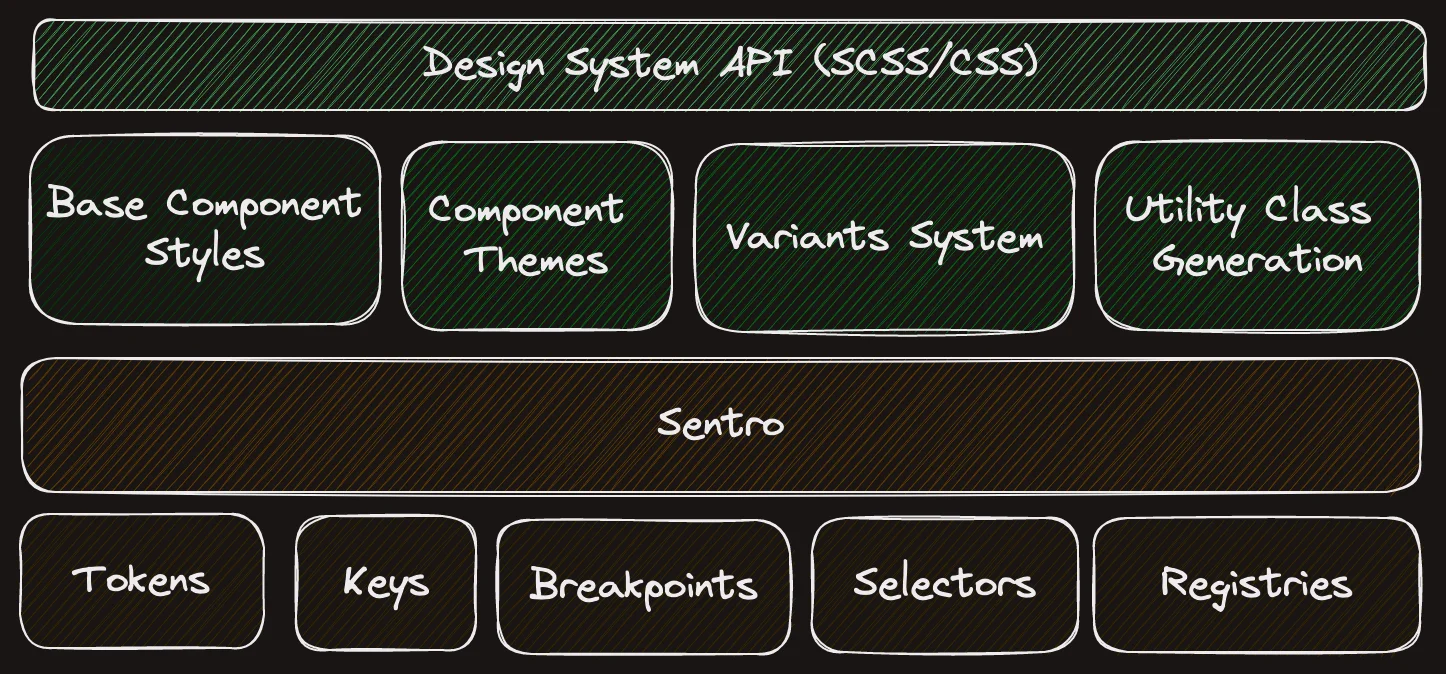 Design System API (SCSS/CSS)
Base Component
Styles
Component
Themes
Variants System
Utility Class
Generation
Sentro
Tokens
Keys
Breakpoints
Selectors
Registries